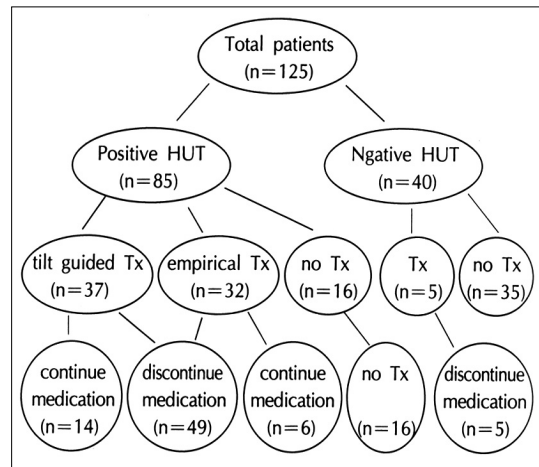 Total patients
(n=125)
Positive HUT
(n=85)
Ngative HUT
(n=40)
tilt guided Tx
(n=37)
empirical Tx
(n=32)
no Tx
(n=16)
Tx
(n=5)
no Tx
(n=35)
continue
medication
(n=14)
discontinue
medication
(n=49)
continue
medication
(n=6)
no Tx
(n=16)
discontinue
medication
(n=5)